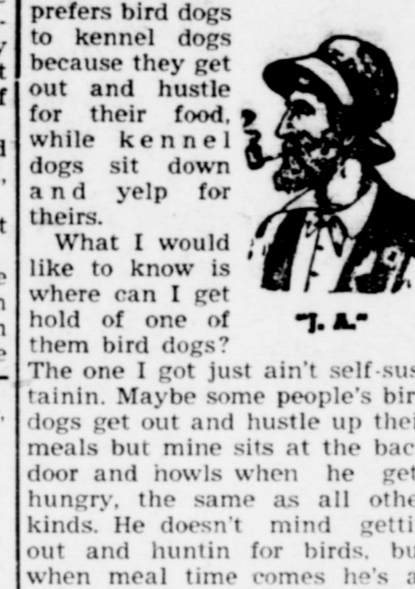 prefers bird dogs
to kennel dogs
because they get
out and hustle
for their food,
while kennel
dogs sit down
and yelp for
theirs.
What I would
like to know is
where can I get
hold of one of
them bird dogs?
"J. A."
The one I got just ain't self-sus
tainin. Maybe some people's bir
dogs get out and hustle up thei
meals but mine sits at the bac
door and howls when he get
hungry, the same as all othe
kinds. He doesn't mind getti
out and huntin for birds, bu
when meal time comes he's a